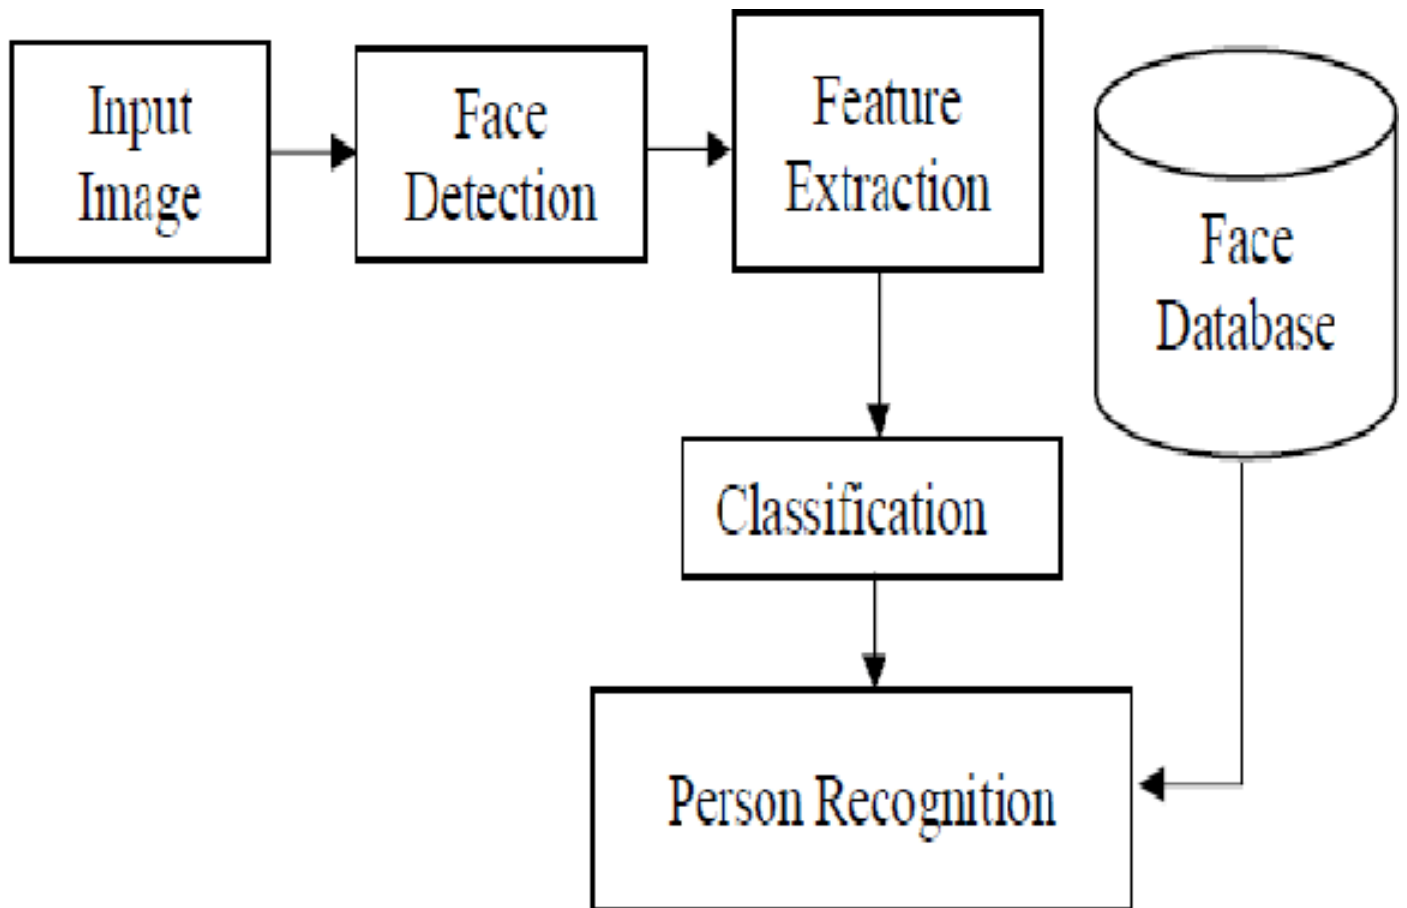 Input
Image
Face
Detection
Feature
Extraction
Face
Database
Classification
Person Recognition